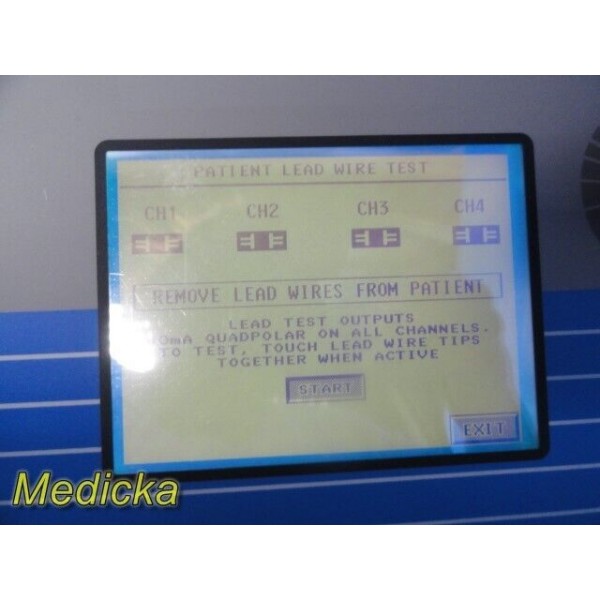 PATIENT LEAD WIRE TEST
CH1 CH2 CH3 CH4
REMOVE LEAD WIRES FROM PATIENT
LEAD TEST OUTPUTS
QUADPOLAR ON ALL CHANNELS.
TO TEST, TOUCH LEAD WIRE TIPS
TOGETHER WHEN ACTIVE
START
EXIT
Medicka